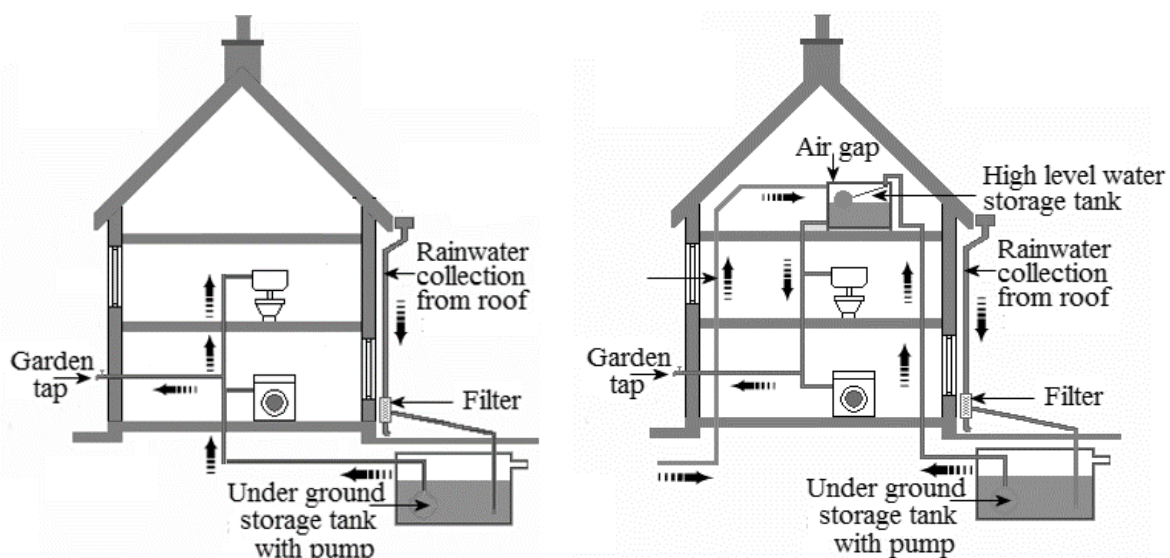 Rainwater
collection
from roof
Garden
tap
Filter
Under ground
storage tank
with pump
Air gap
High level water
storage tank
Rainwater
collection
from roof
Garden
tap
Filter
Under ground
storage tank
with pump